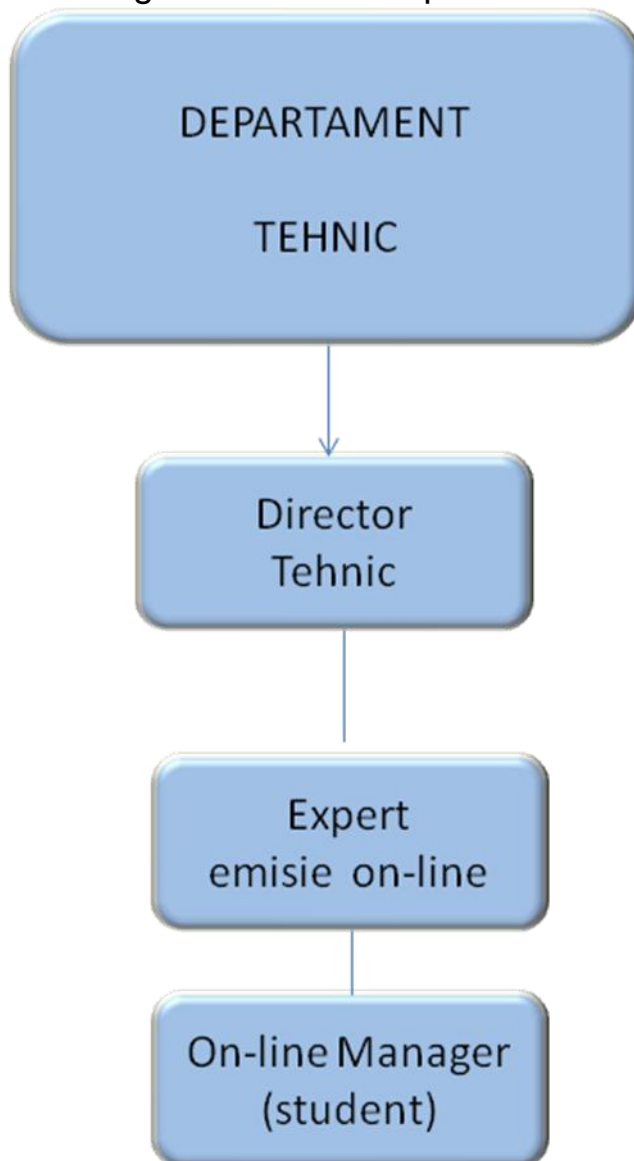 DEPARTAMENT
TEHNIC
Director
Tehnic
Expert
emisie on-line
On-line Manager
(student)